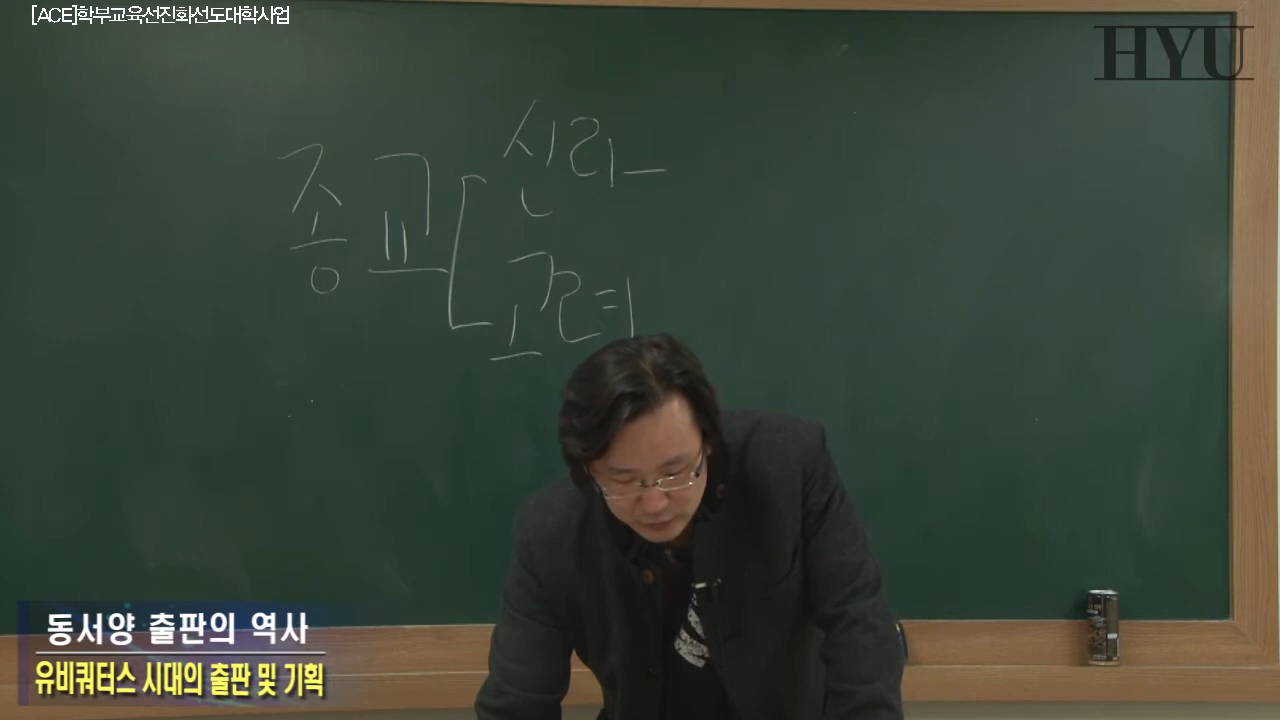 [ACE]학부교육선진화선도대학사업
HYU
신라
종교
고려
동서양 출판의 역사
유비쿼터스 시대의 출판 및 기획